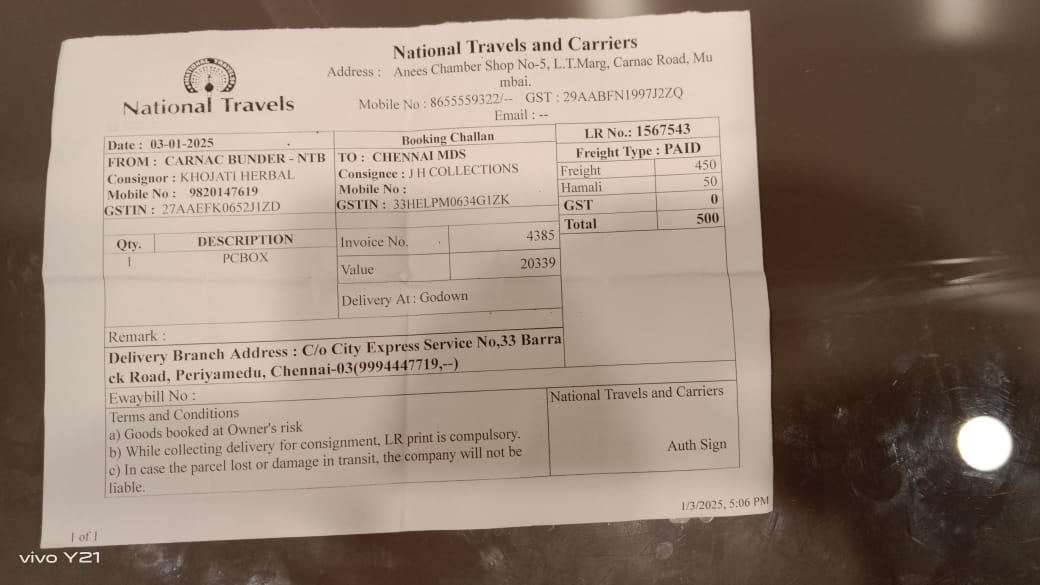 National Travels and Carriers
Address : Anees Chamber Shop No-5, L.T.Marg, Carnac Road, Mu
mbai.
Mobile No : 8655559322/-- GST : 29AABFN1997J2ZQ
Email : --
NATIONAL TRAVELS
National Travels
Date : 03-01-2025
Booking Challan
LR No.: 1567543
FROM : CARNAC BUNDER - NTB
TO : CHENNAI MDS
Freight Type : PAID
Consignor : KHOJATI HERBAL
Consignee : J H COLLECTIONS
Freight 450
Mobile No : 9820147619
Mobile No :
Hamali 50
GSTIN : 27AAEFK0652J1ZD
GSTIN : 33HELPM0634G1ZK
GST 0
Total 500
Qty. DESCRIPTION
Invoice No. 4385
1 PCBOX
Value 20339
Delivery At : Godown
Remark :
Delivery Branch Address : C/o City Express Service No,33 Barra
ck Road, Periyamedu, Chennai-03(9994447719,--)
Ewaybill No :
National Travels and Carriers
Terms and Conditions
a) Goods booked at Owner's risk
b) While collecting delivery for consignment, LR print is compulsory.
c) In case the parcel lost or damage in transit, the company will not be
liable.
Auth Sign
1/3/2025, 5:06 PM
1 of 1
vivo Y21